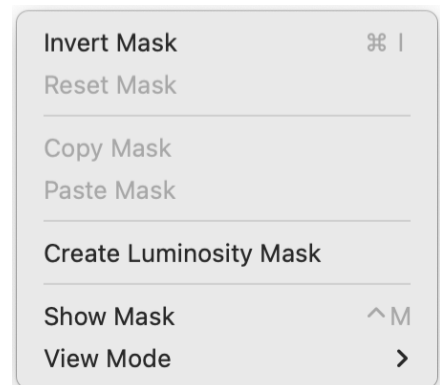 Invert Mask ⌘ I
Reset Mask
Copy Mask
Paste Mask
Create Luminosity Mask
Show Mask ^M
View Mode >